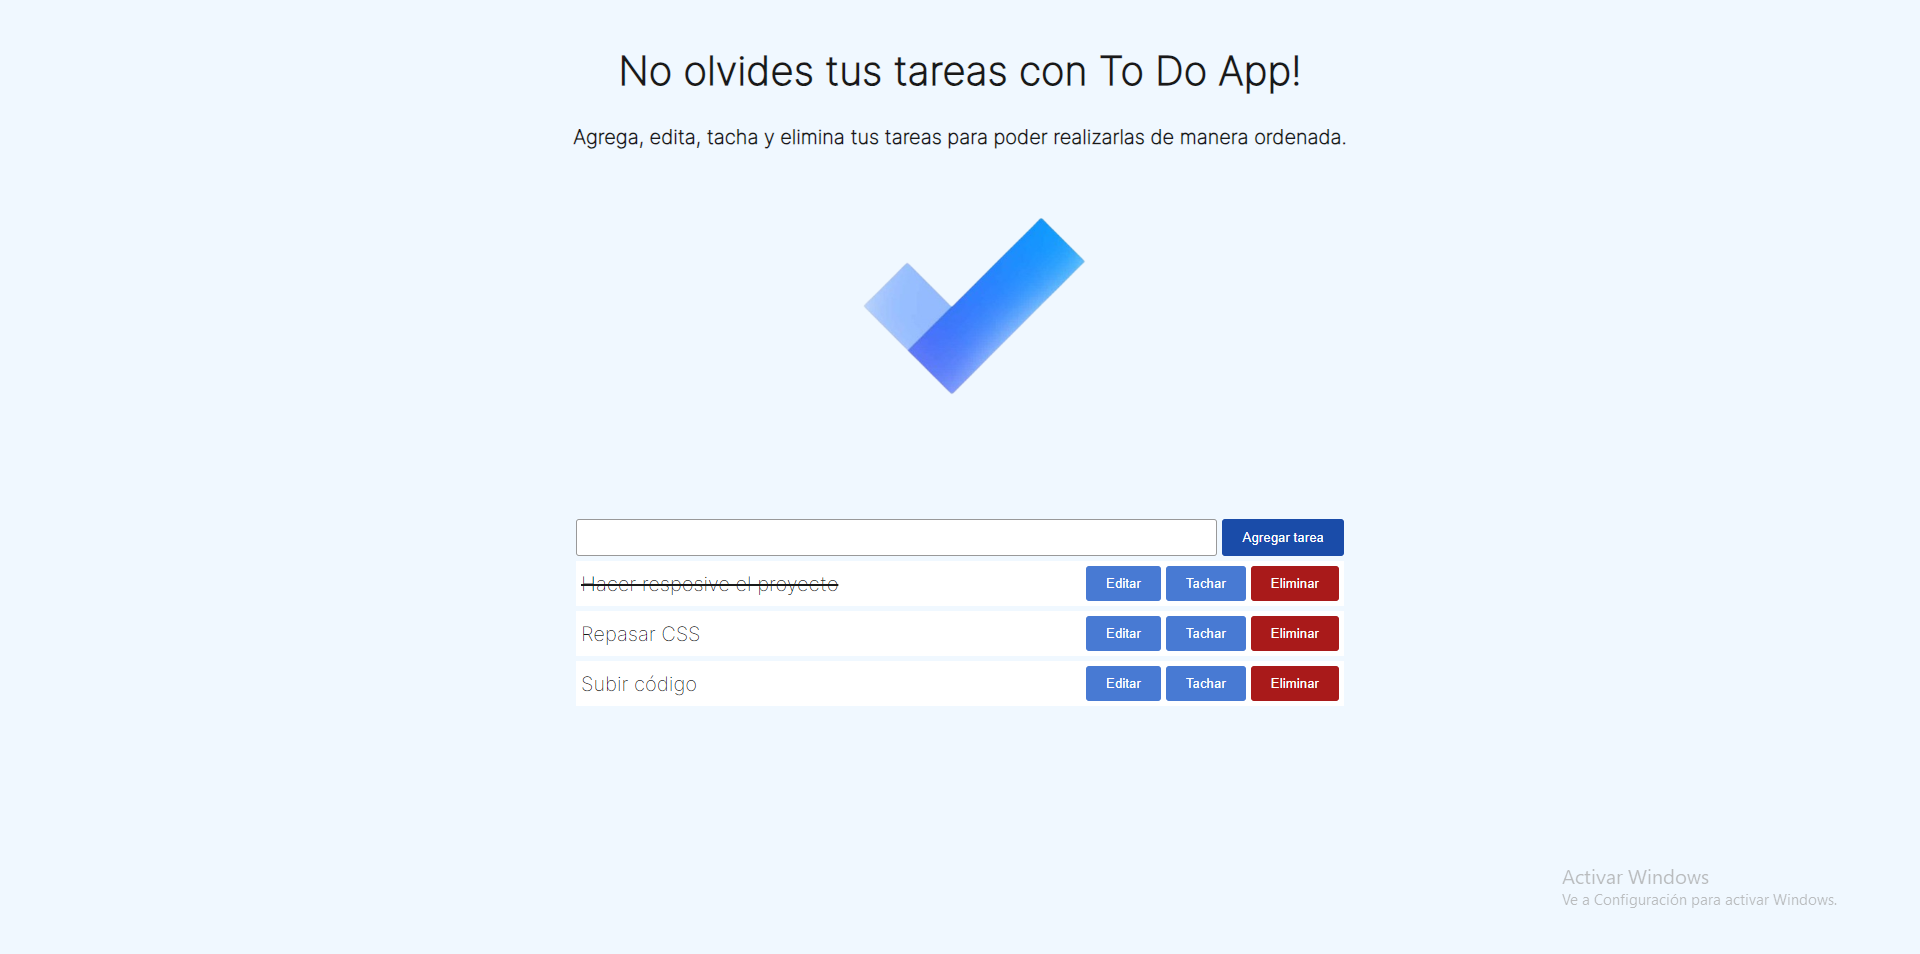 No olvides tus tareas con To Do App!
Agrega, edita, tacha y elimina tus tareas para poder realizarlas de manera ordenada.
Agregar tarea
Hacer resposive el proyecto Editar Tachar Eliminar
Repasar CSS Editar Tachar Eliminar
Subir código Editar Tachar Eliminar
Activar Windows
Ve a Configuración para activar Windows.